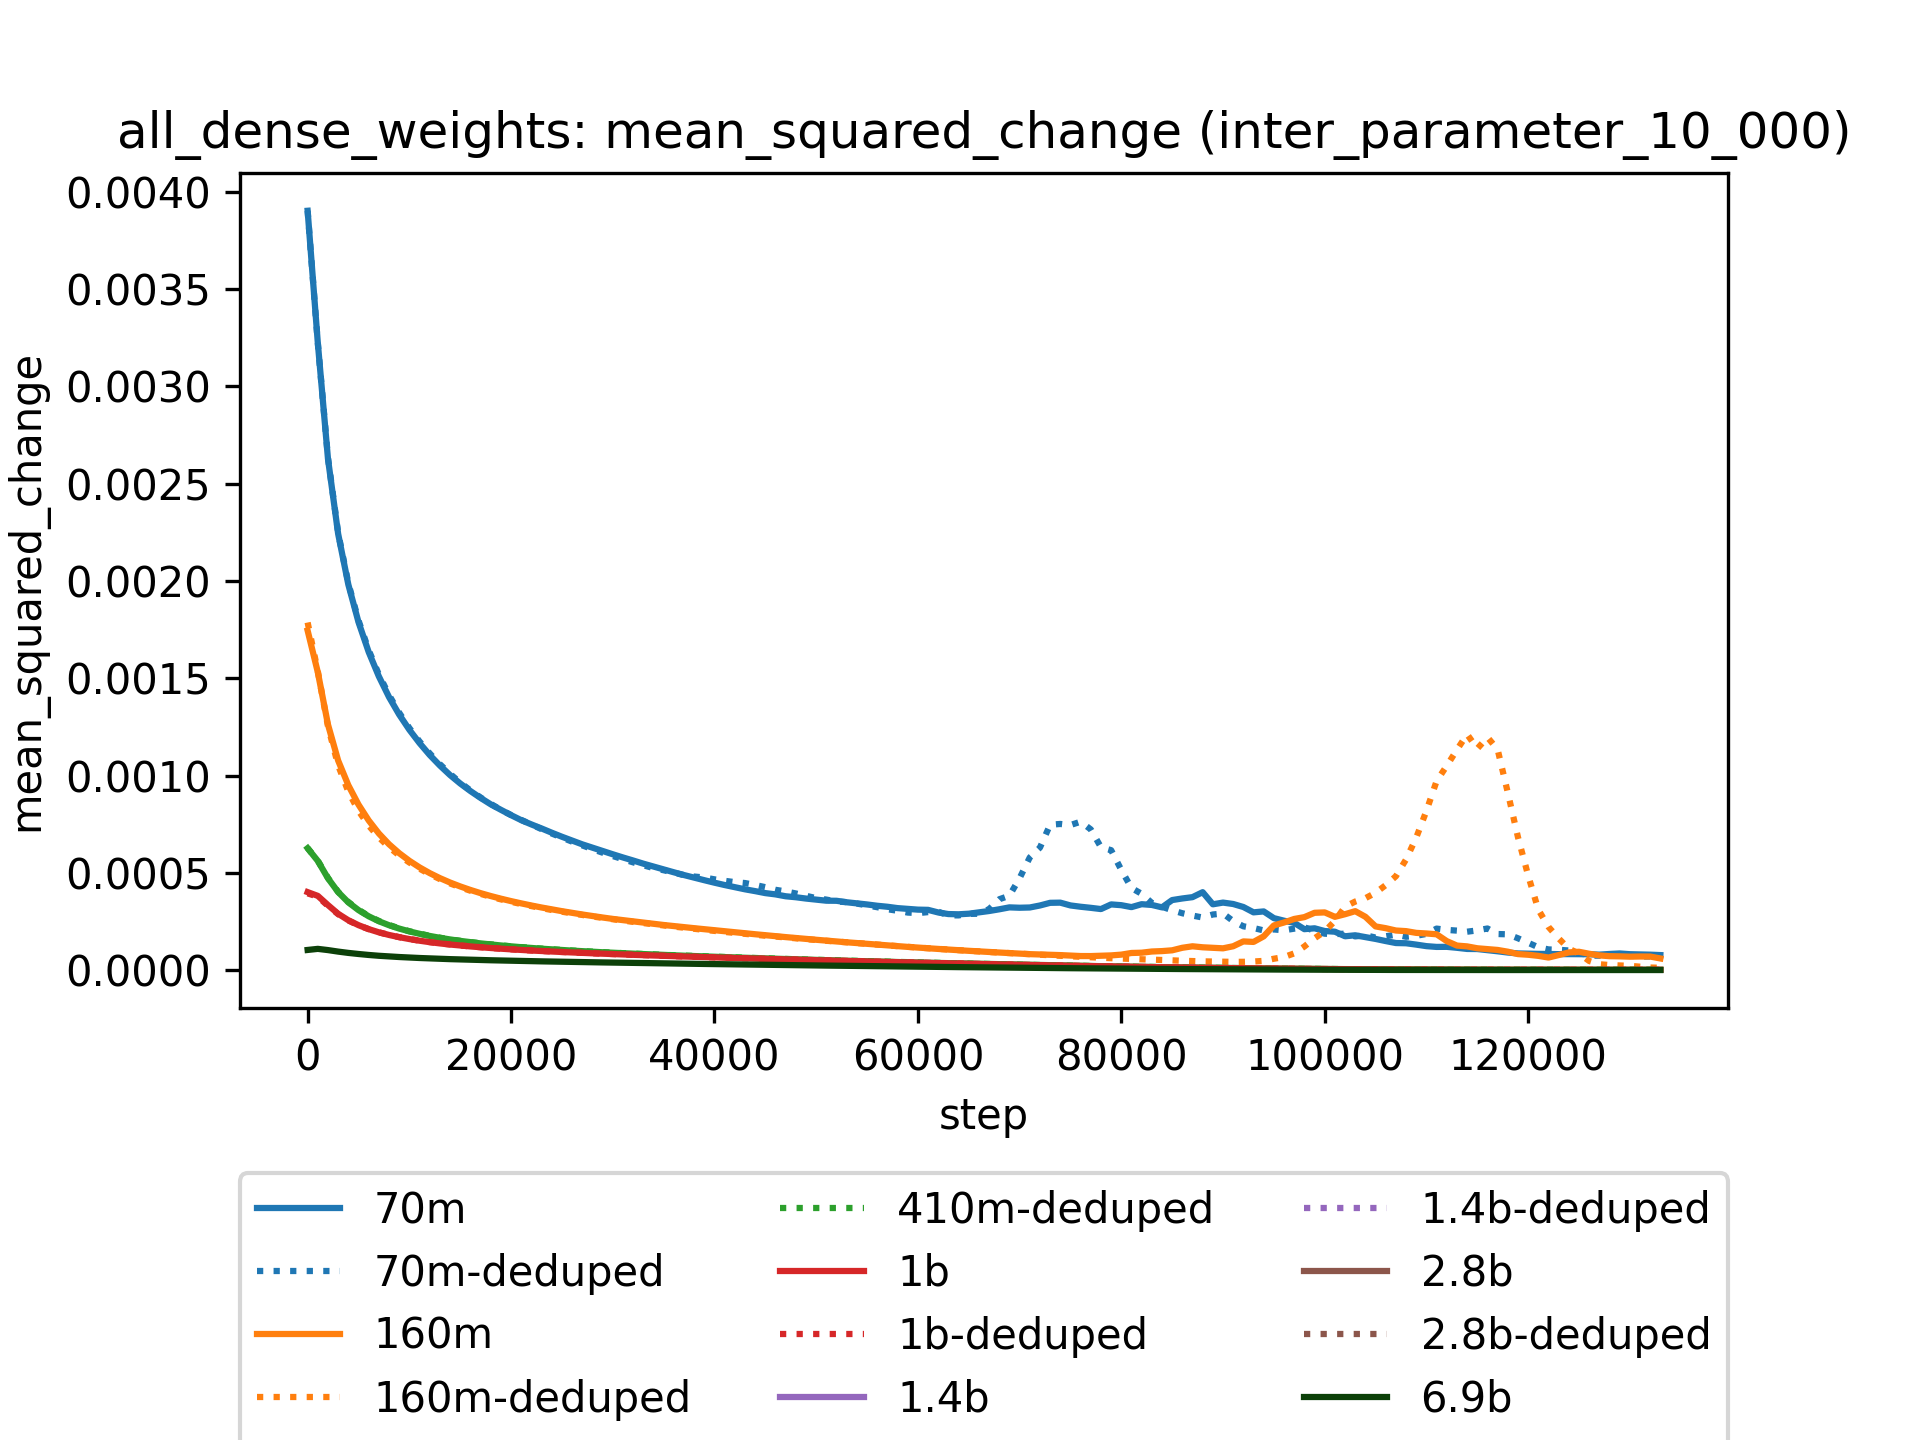 all_dense_weights: mean_squared_change (inter_parameter_10_000)
0.0040
0.0035
0.0030
0.0025
0.0020
0.0015
0.0010
0.0005
0.0000
mean_squared_change
0 20000 40000 60000 80000 100000 120000
step
70m 410m-deduped 1.4b-deduped
70m-deduped 1b 2.8b
160m 1b-deduped 2.8b-deduped
160m-deduped 1.4b 6.9b